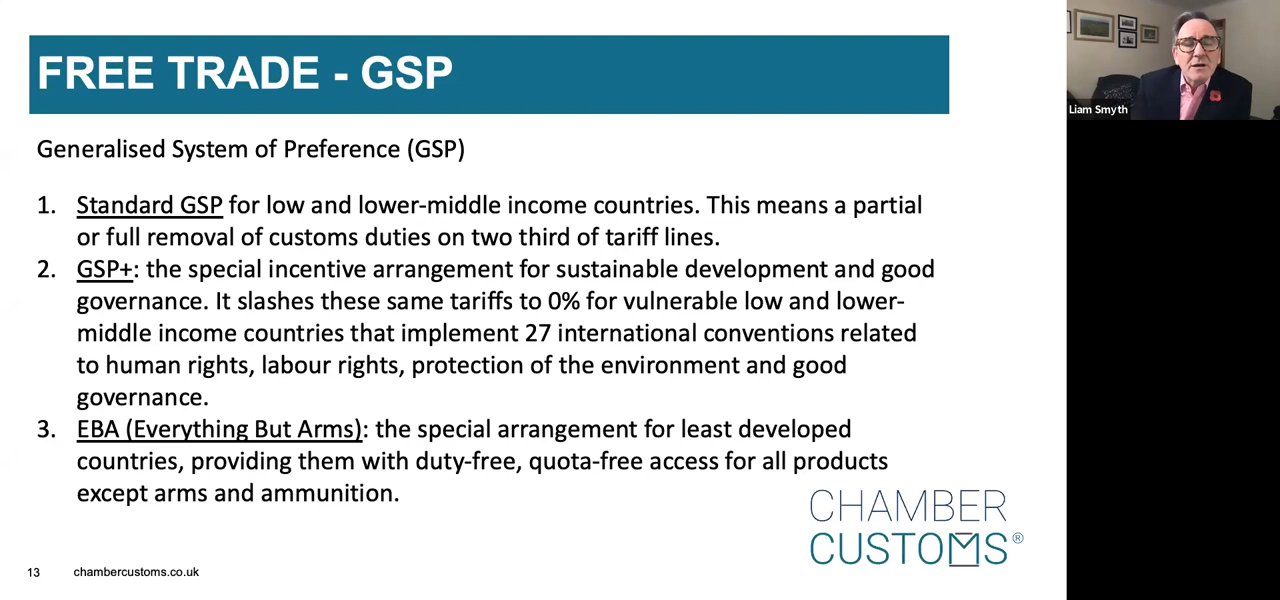 FREE TRADE - GSP
Liam Smyth
Generalised System of Preference (GSP)
1. Standard GSP for low and lower-middle income countries. This means a partial
or full removal of customs duties on two third of tariff lines.
2. GSP+: the special incentive arrangement for sustainable development and good
governance. It slashes these same tariffs to 0% for vulnerable low and lower-
middle income countries that implement 27 international conventions related
to human rights, labour rights, protection of the environment and good
governance.
3. EBA (Everything But Arms): the special arrangement for least developed
countries, providing them with duty-free, quota-free access for all products
except arms and ammunition.
CHAMBER
CUSTOMS®
13 chambercustoms.co.uk